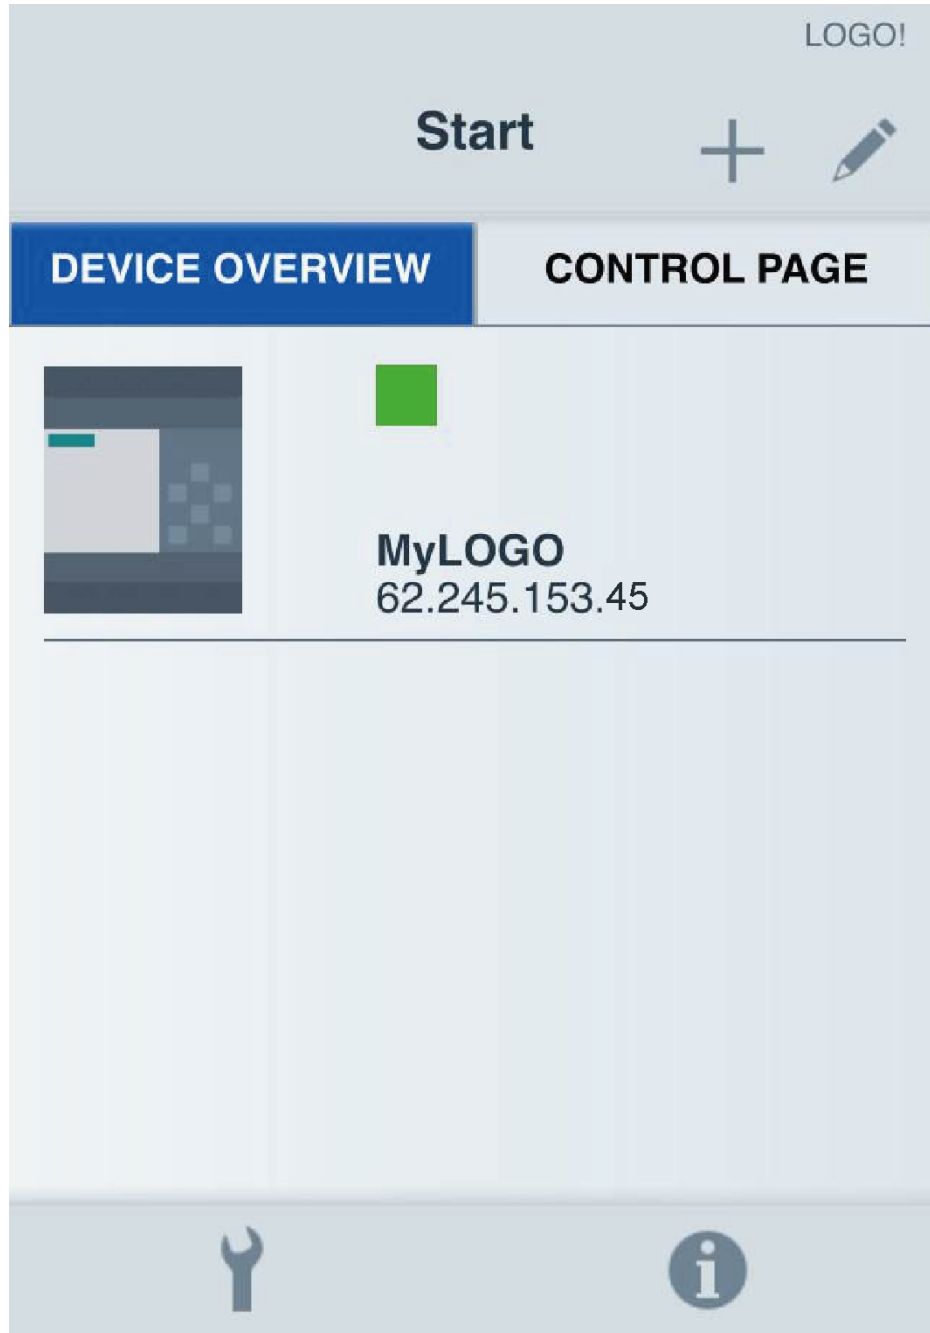 LOGO!
Start
DEVICE OVERVIEW
CONTROL PAGE
MyLOGO
62.245.153.45